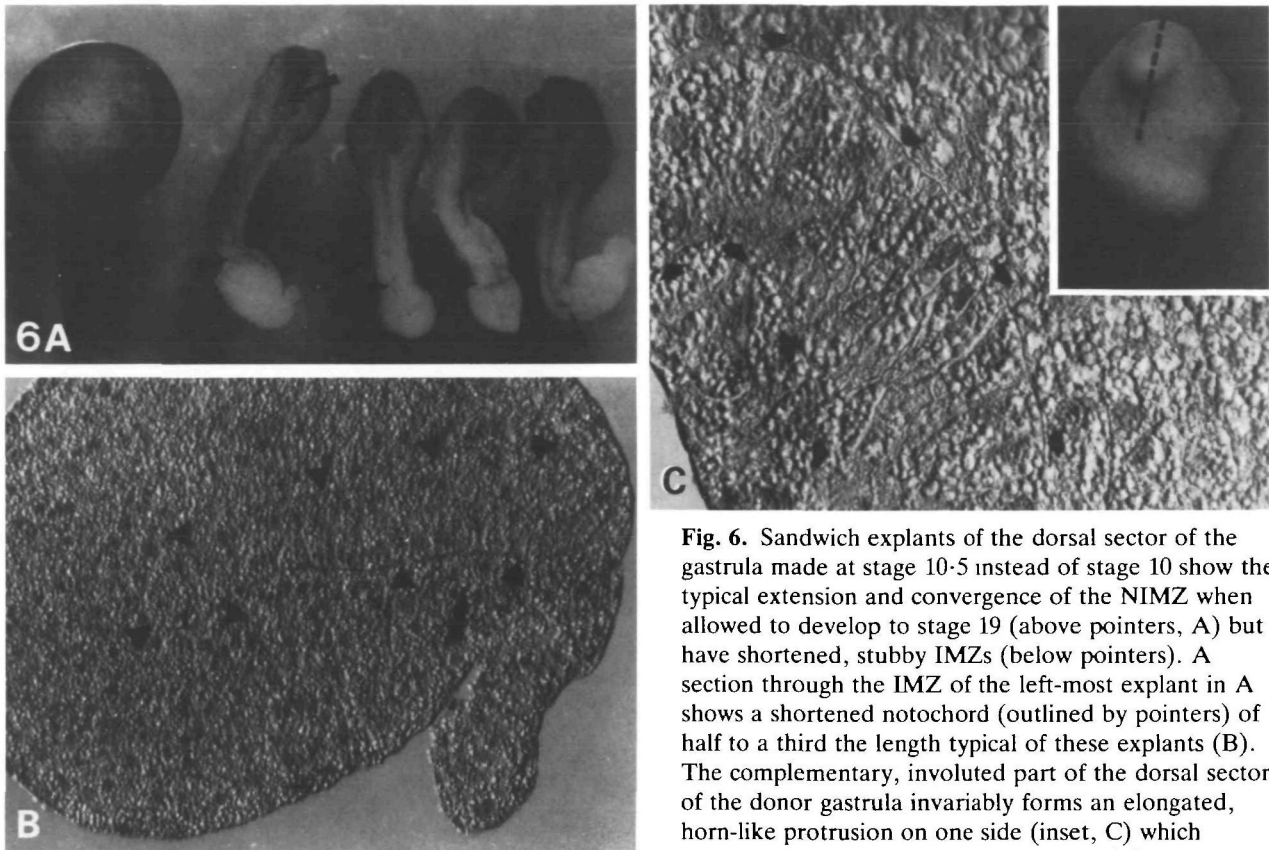 6A
B
C
Fig. 6. Sandwich explants of the dorsal sector of the
gastrula made at stage 10·5 instead of stage 10 show the
typical extension and convergence of the NIMZ when
allowed to develop to stage 19 (above pointers, A) but
have shortened, stubby IMZs (below pointers). A
section through the IMZ of the left-most explant in A
shows a shortened notochord (outlined by pointers) of
half to a third the length typical of these explants (B).
The complementary, involuted part of the dorsal sector
of the donor gastrula invariably forms an elongated,
horn-like protrusion on one side (inset, C) which